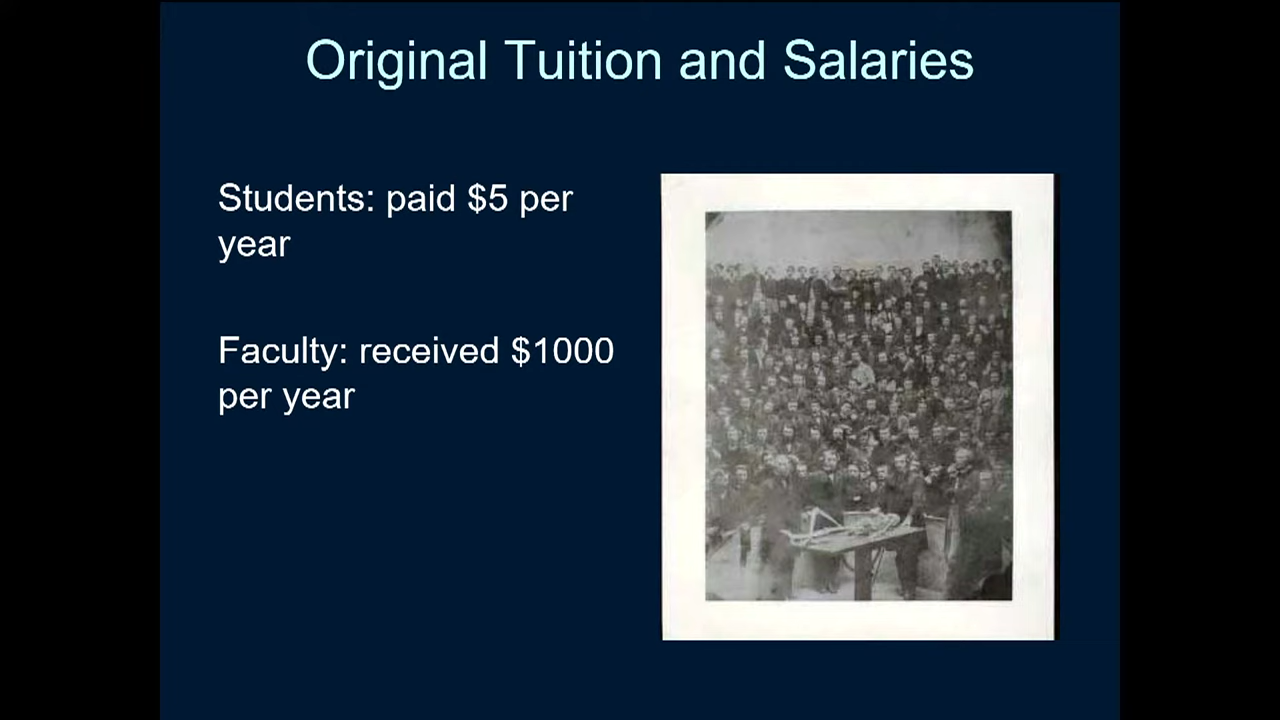 Original Tuition and Salaries
Students: paid $5 per
year
Faculty: received $1000
per year